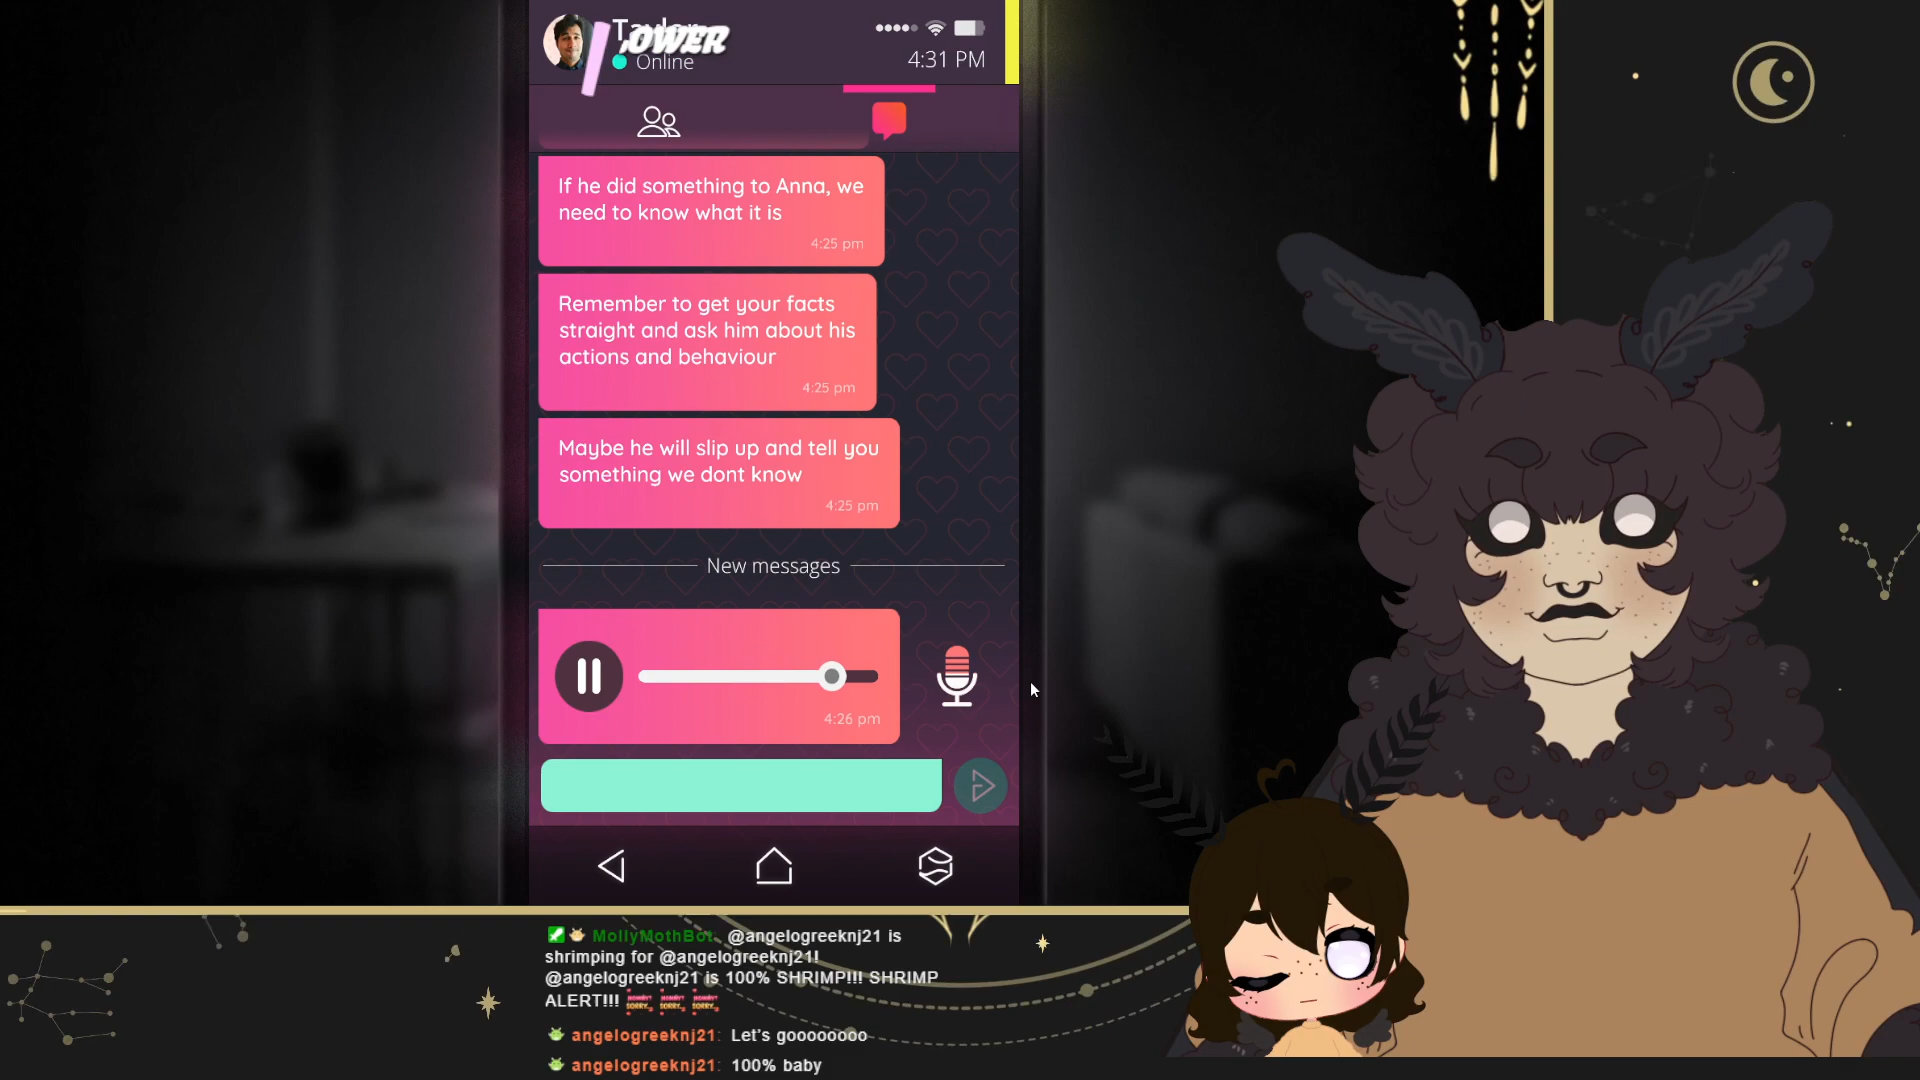 Taylor
OWER
4:31 PM
Online
If he did something to Anna, we
need to know what it is
4:25 pm
Remember to get your facts
straight and ask him about his
actions and behaviour
4:25 pm
Maybe he will slip up and tell you
something we dont know
4:25 pm
New messages
4:26 pm
MollyMothBot: @angelogreeknj21 is
shrimping for @angelogreeknj21!
@angelogreeknj21 is 100% SHRIMP!!! SHRIMP
ALERT!!!
angelogreeknj21: Let's goooooooo
angelogreeknj21: 100% baby